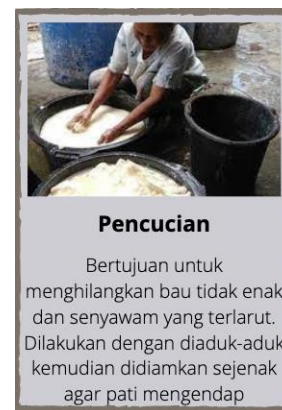 Pencucian
Bertujuan untuk
menghilangkan bau tidak enak
dan senyawam yang terlarut.
Dilakukan dengan diaduk-aduk
kemudian didiamkan sejenak
agar pati mengendap